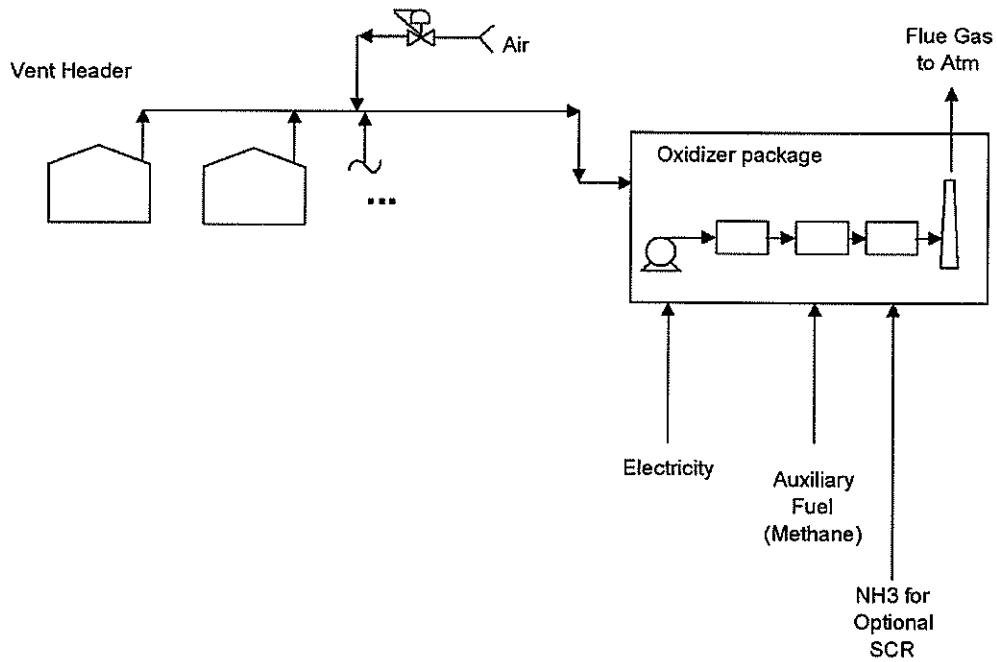 Air
Flue Gas
to Atm
Vent Header
Oxidizer package
...
Electricity
Auxiliary
Fuel
(Methane)
NH3 for
Optional
SCR